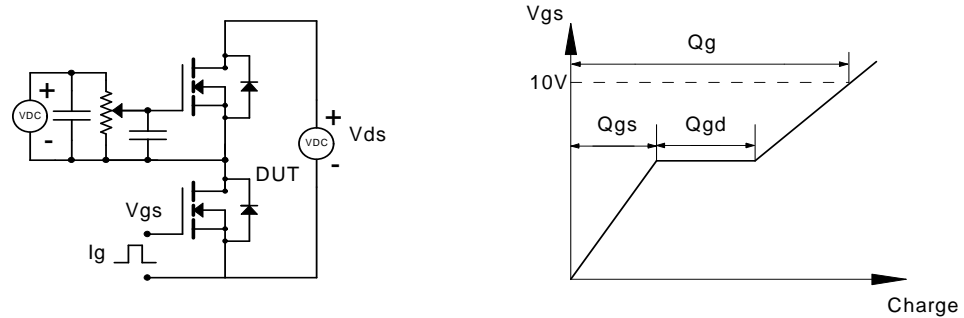 +
VDC
-
+
VDC
-
Vds
DUT
Vgs
Ig
Vgs
Qg
10V
Qgs
Qgd
Charge